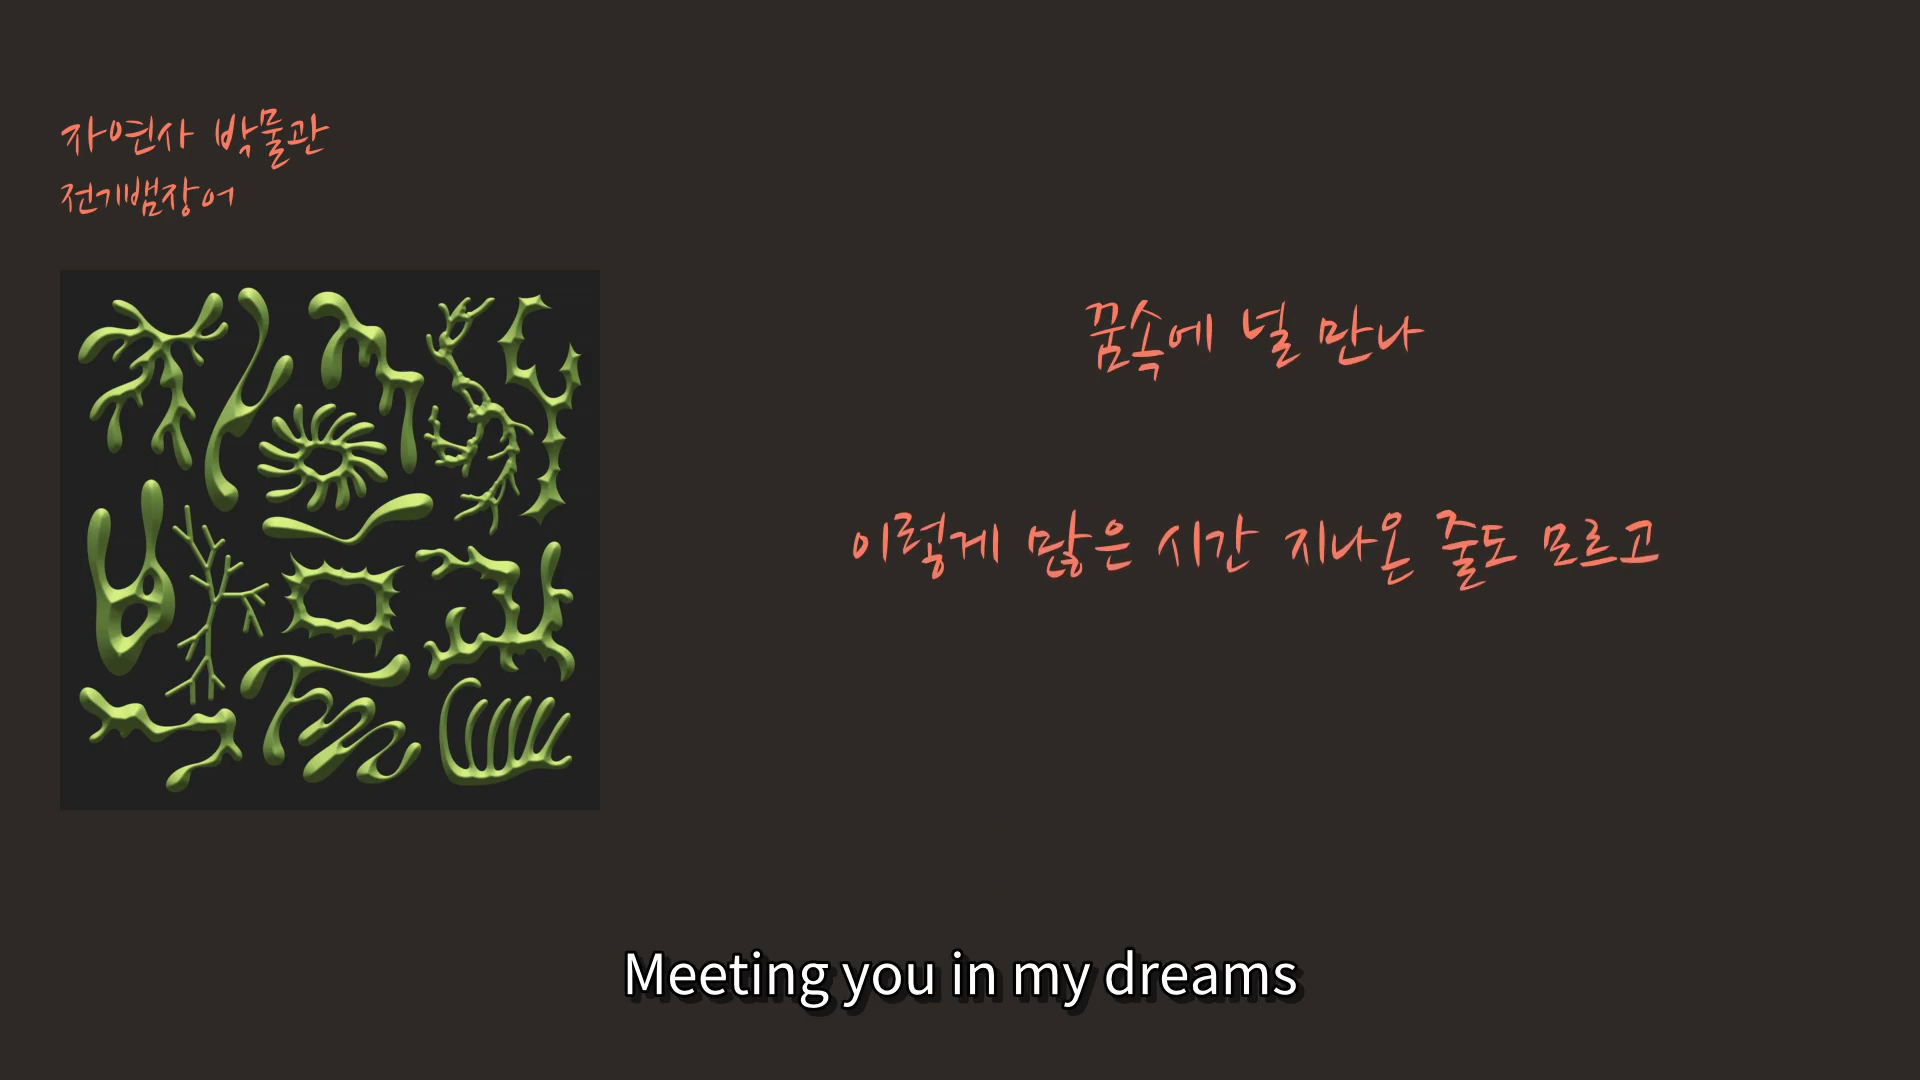 자연사 박물관
전기뱀장어
꿈속에 널 만나
이렇게 많은 시간 지나온 줄도 모르고
Meeting you in my dreams